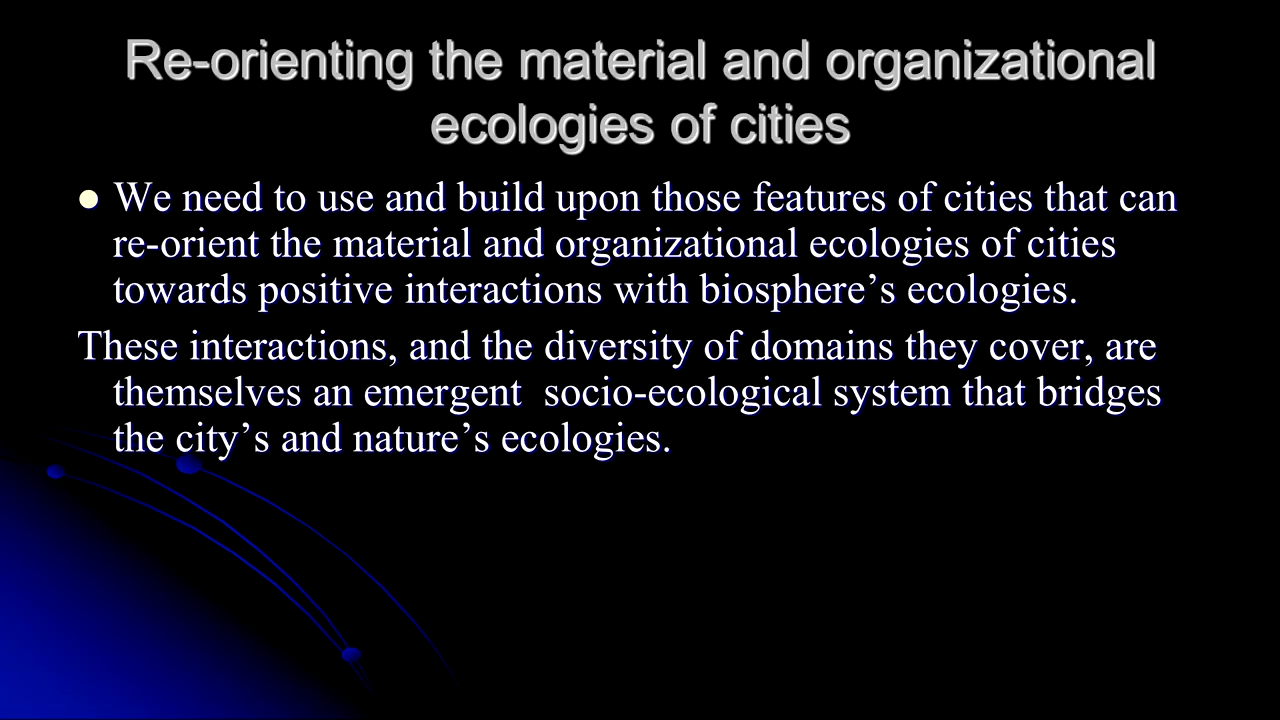 Re-orienting the material and organizational
ecologies of cities
We need to use and build upon those features of cities that can
re-orient the material and organizational ecologies of cities
towards positive interactions with biosphere’s ecologies.
These interactions, and the diversity of domains they cover, are
themselves an emergent  socio-ecological system that bridges
the city’s and nature’s ecologies.